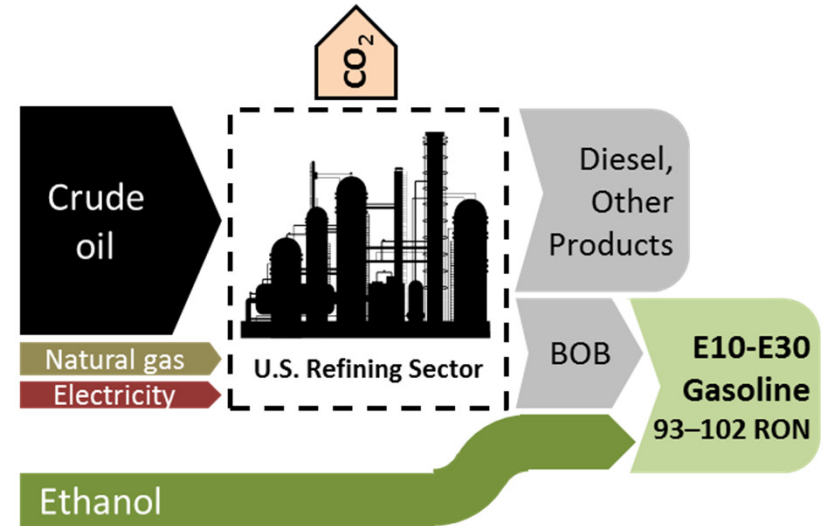 CO₂
Crude
oil
Natural gas
Electricity
U.S. Refining Sector
Diesel,
Other
Products
BOB
E10-E30
Gasoline
93–102 RON
Ethanol